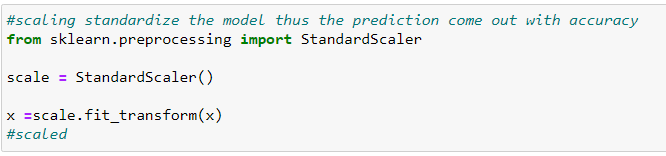 #scaling standardize the model thus the prediction come out with accuracy
from sklearn.preprocessing import StandardScaler
scale = StandardScaler()
x =scale.fit_transform(x)
#scaled